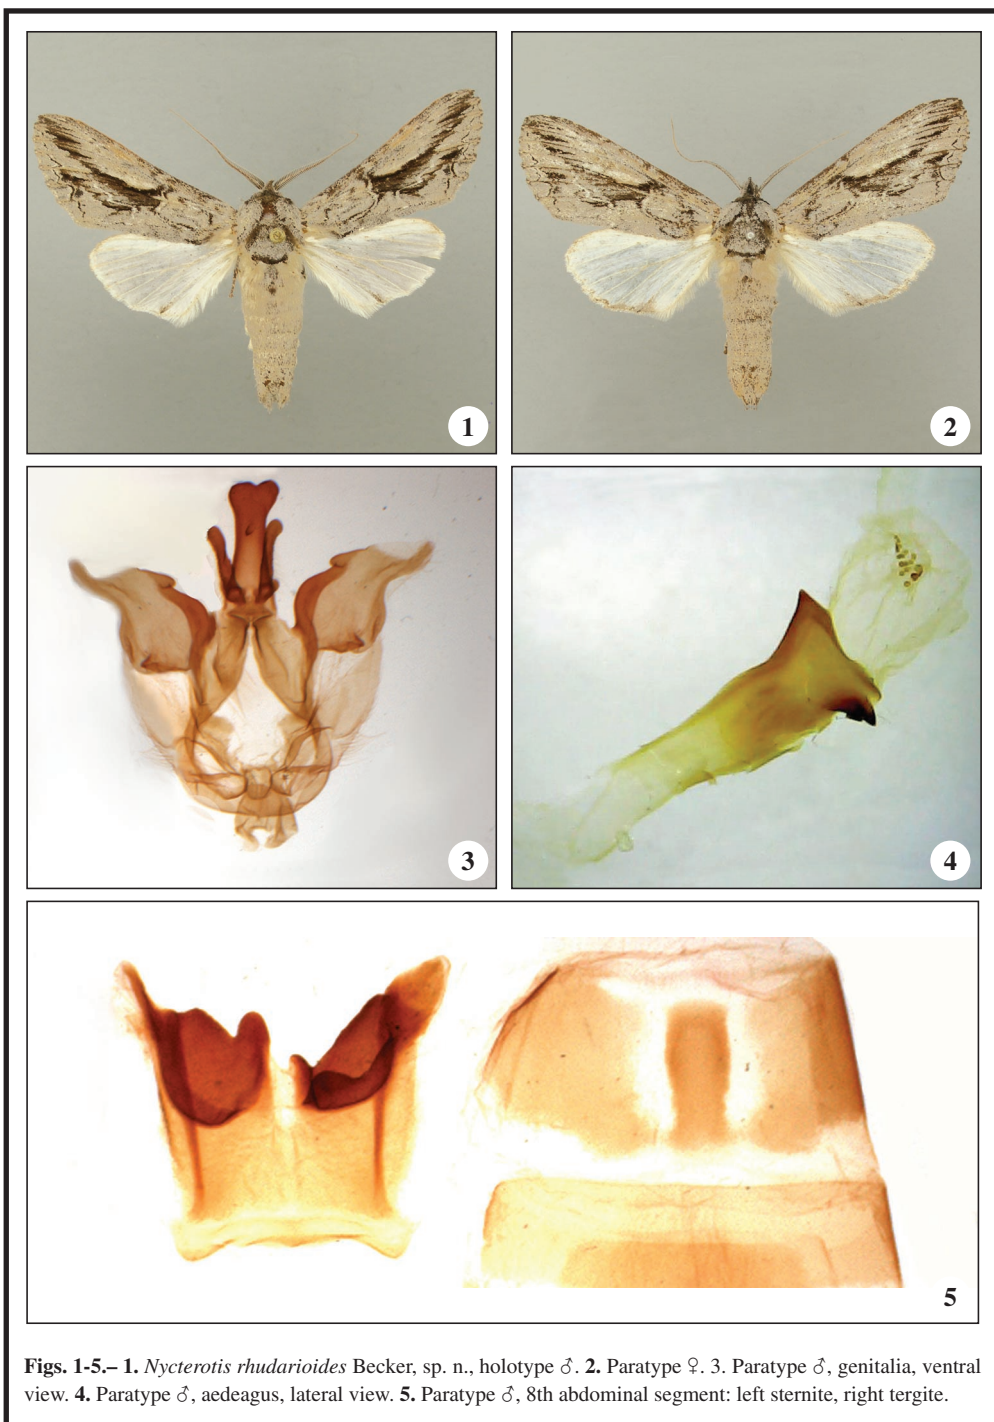 1
2
3
4
5
Figs. 1-5.– 1. Nycterotis rhudarioides Becker, sp. n., holotype ♂. 2. Paratype ♀. 3. Paratype ♂, genitalia, ventral
view. 4. Paratype ♂, aedeagus, lateral view. 5. Paratype ♂, 8th abdominal segment: left sternite, right tergite.